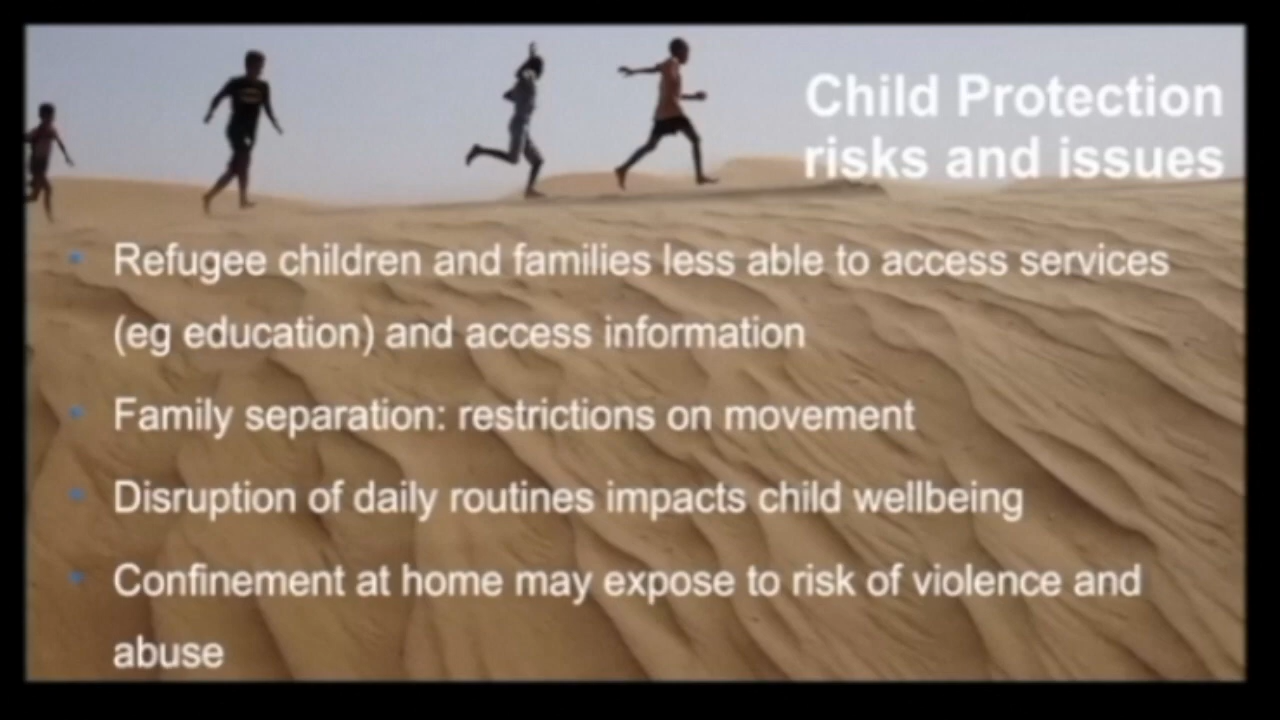 Child Protection
risks and issues
• Refugee children and families less able to access services
(eg education) and access information
• Family separation: restrictions on movement
• Disruption of daily routines impacts child wellbeing
• Confinement at home may expose to risk of violence and
abuse